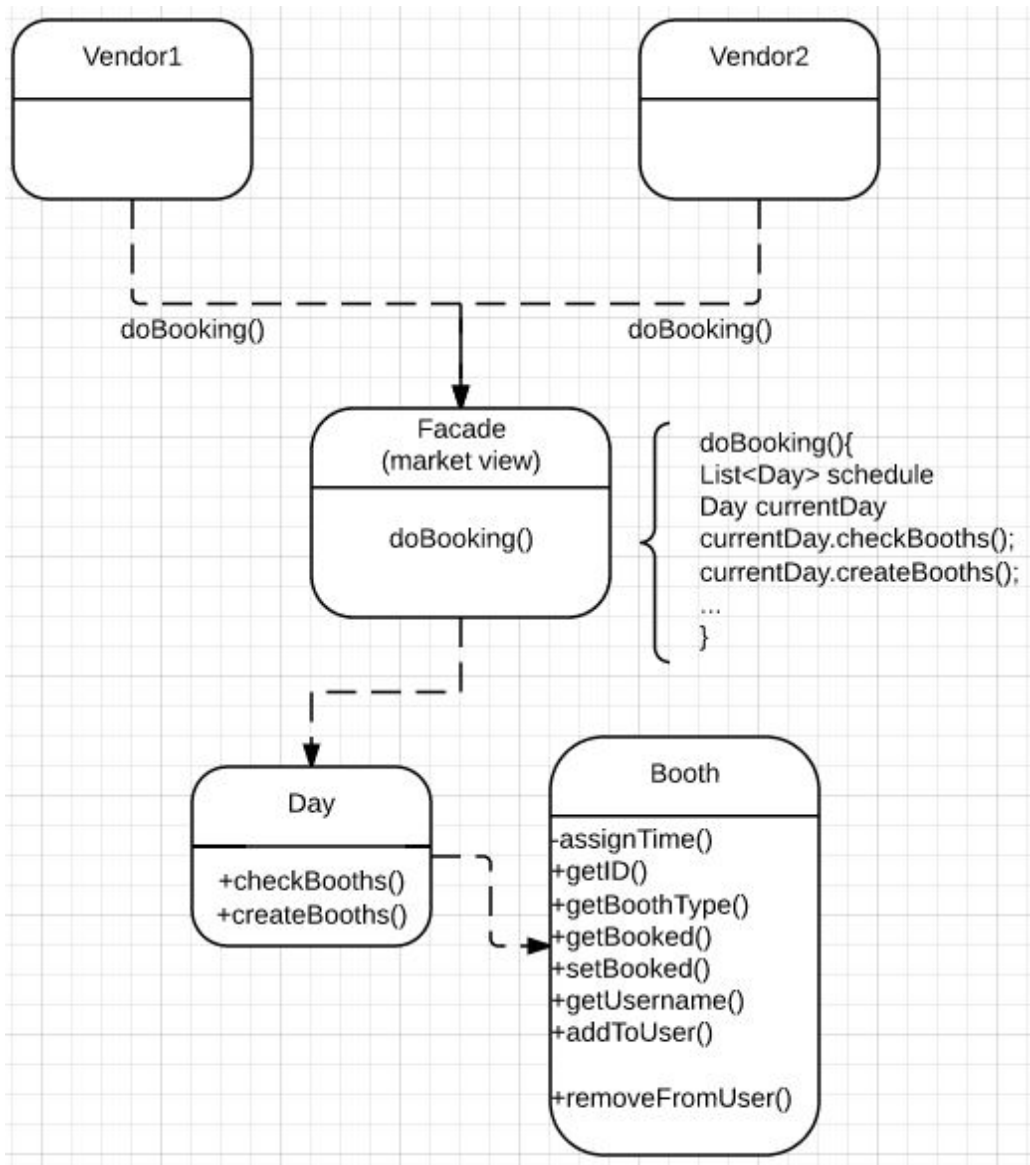 Vendor1
Vendor2
doBooking()
doBooking()
Facade
(market view)
doBooking()
doBooking(){
List<Day> schedule
Day currentDay
currentDay.checkBooths();
currentDay.createBooths();
...
}
Day
+checkBooths()
+createBooths()
Booth
-assignTime()
+getID()
+getBoothType()
+getBooked()
+setBooked()
+getUsername()
+addToUser()
+removeFromUser()